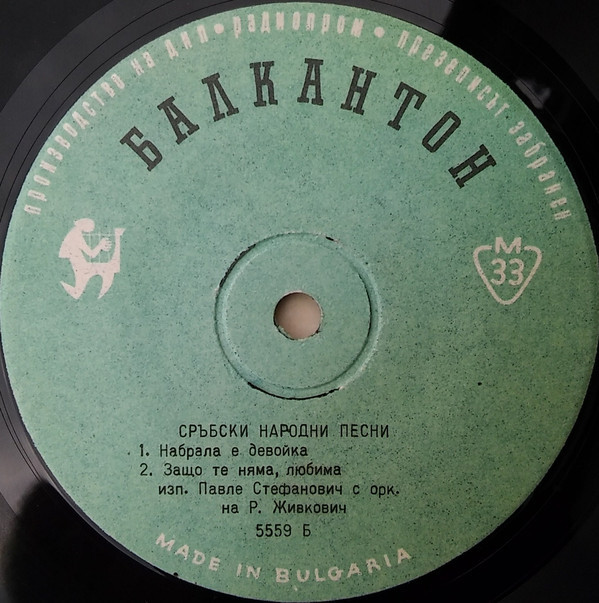 производство на дип • радиопром • презаписът забранен
БАЛКАНТОН
М
33
СРЪБСКИ НАРОДНИ ПЕСНИ
1. Набрала е девойка
2. Защо те няма, любима
изп. Павле Стефанович с орк.
на Р. Живкович
5559 Б
MADE IN BULGARIA